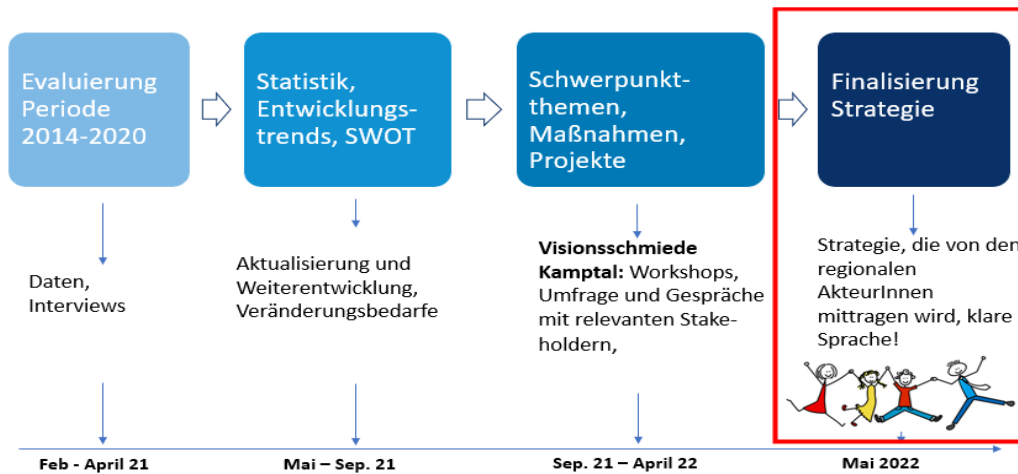 Evaluierung
Periode
2014-2020
Statistik,
Entwicklungs-
trends, SWOT
Schwerpunkt-
themen,
Maßnahmen,
Projekte
Finalisierung
Strategie
Daten,
Interviews
Aktualisierung und
Weiterentwicklung,
Veränderungsbedarfe
Visionsschmiede
Kamptal: Workshops,
Umfrage und Gespräche
mit relevanten Stake-
holdern,
Strategie, die von den
regionalen
AkteurInnen
mittragen wird, klare
Sprache!
Feb - April 21
Mai – Sep. 21
Sep. 21 – April 22
Mai 2022